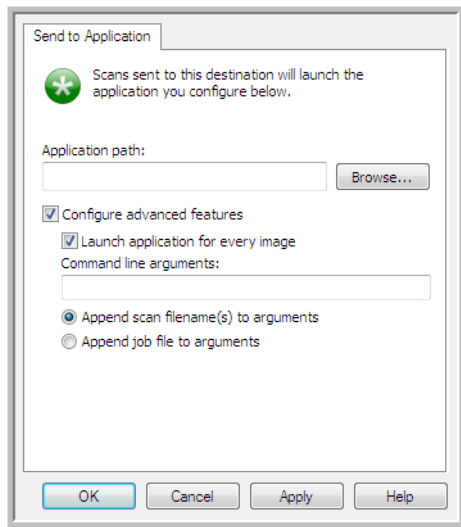 Send to Application
Scans sent to this destination will launch the
application you configure below.
Application path:
Browse...
Configure advanced features
Launch application for every image
Command line arguments:
Append scan filename(s) to arguments
Append job file to arguments
OK Cancel Apply Help